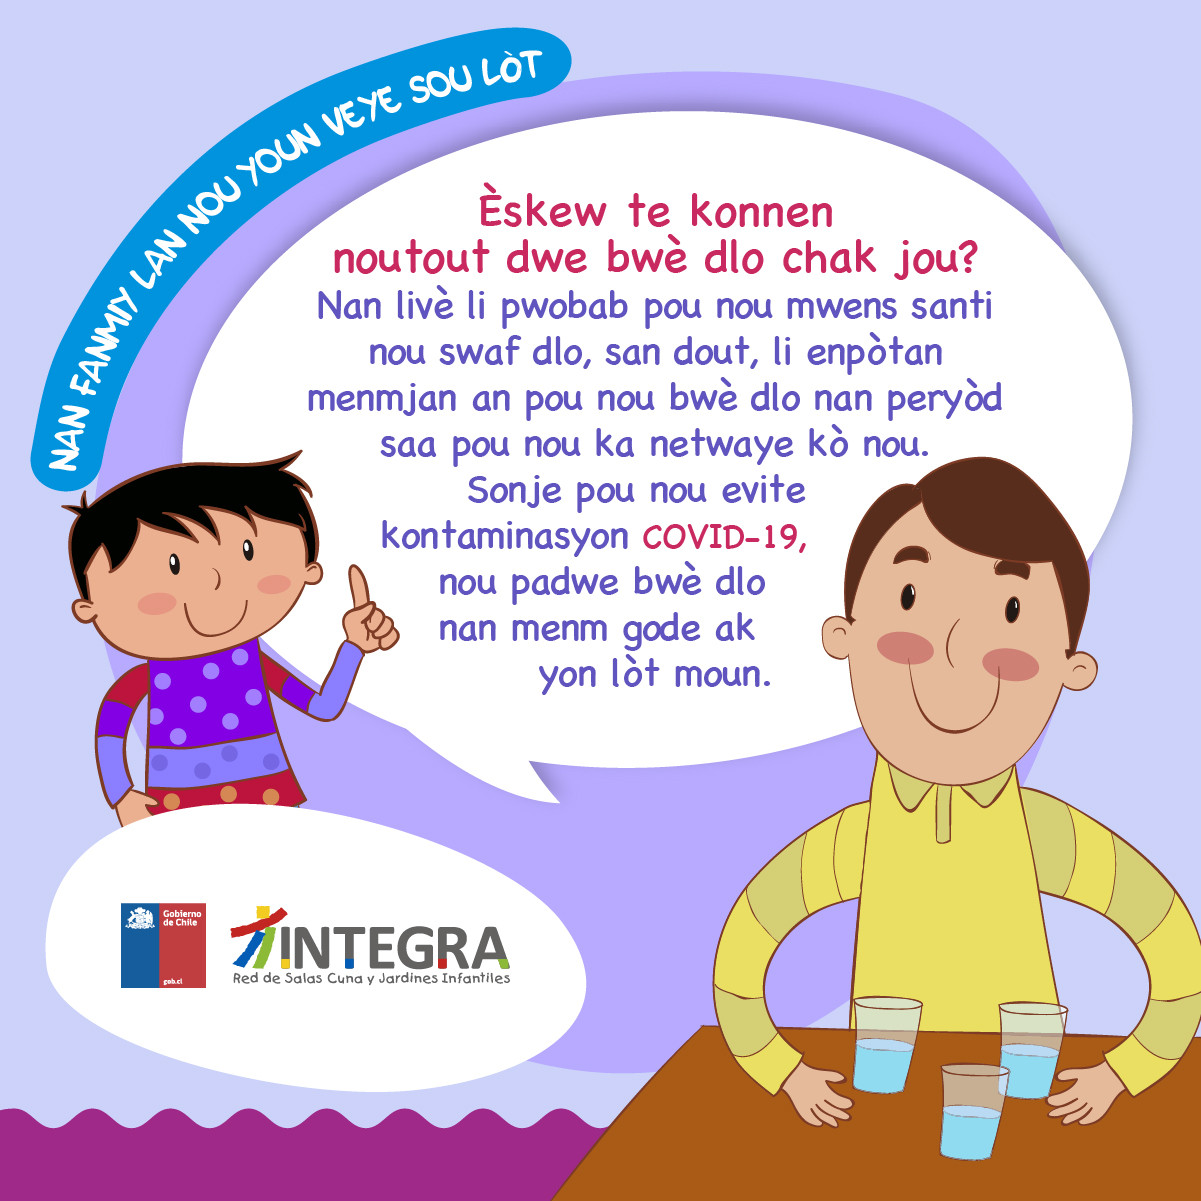 NAN FANMIY LAN NOU YOUN VEYE SOU LÒT
Èskew te konnen
noutout dwe bwè dlo chak jou?
Nan livè li pwobab pou nou mwens santi
nou swaf dlo, san dout, li enpòtan
menmjan an pou nou bwè dlo nan peryòd
saa pou nou ka netwaye kò nou.
Sonje pou nou evite
kontaminasyon COVID-19,
nou padwe bwè dlo
nan menm gode ak
yon lòt moun.
Gobierno
de Chile
gob.cl
INTEGRA
Red de Salas Cuna y Jardines Infantiles